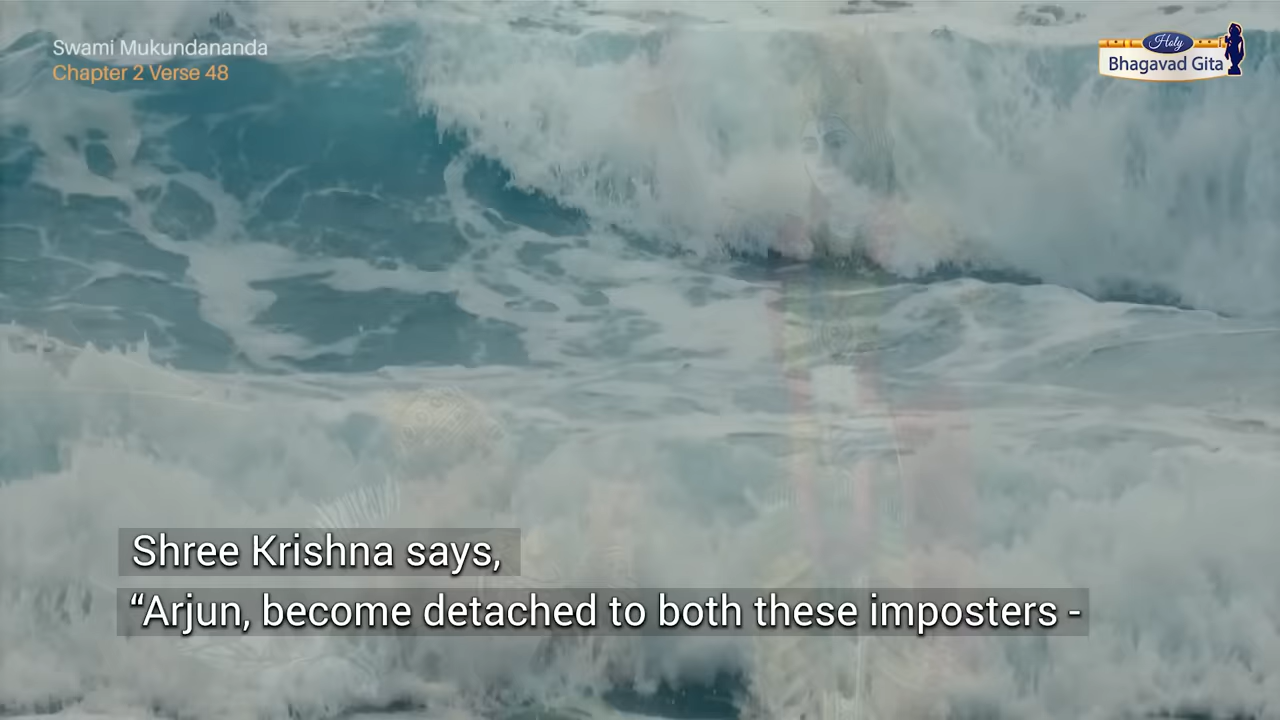 Swami Mukundananda
Chapter 2 Verse 48
Holy
Bhagavad Gita
Shree Krishna says,
“Arjun, become detached to both these imposters -